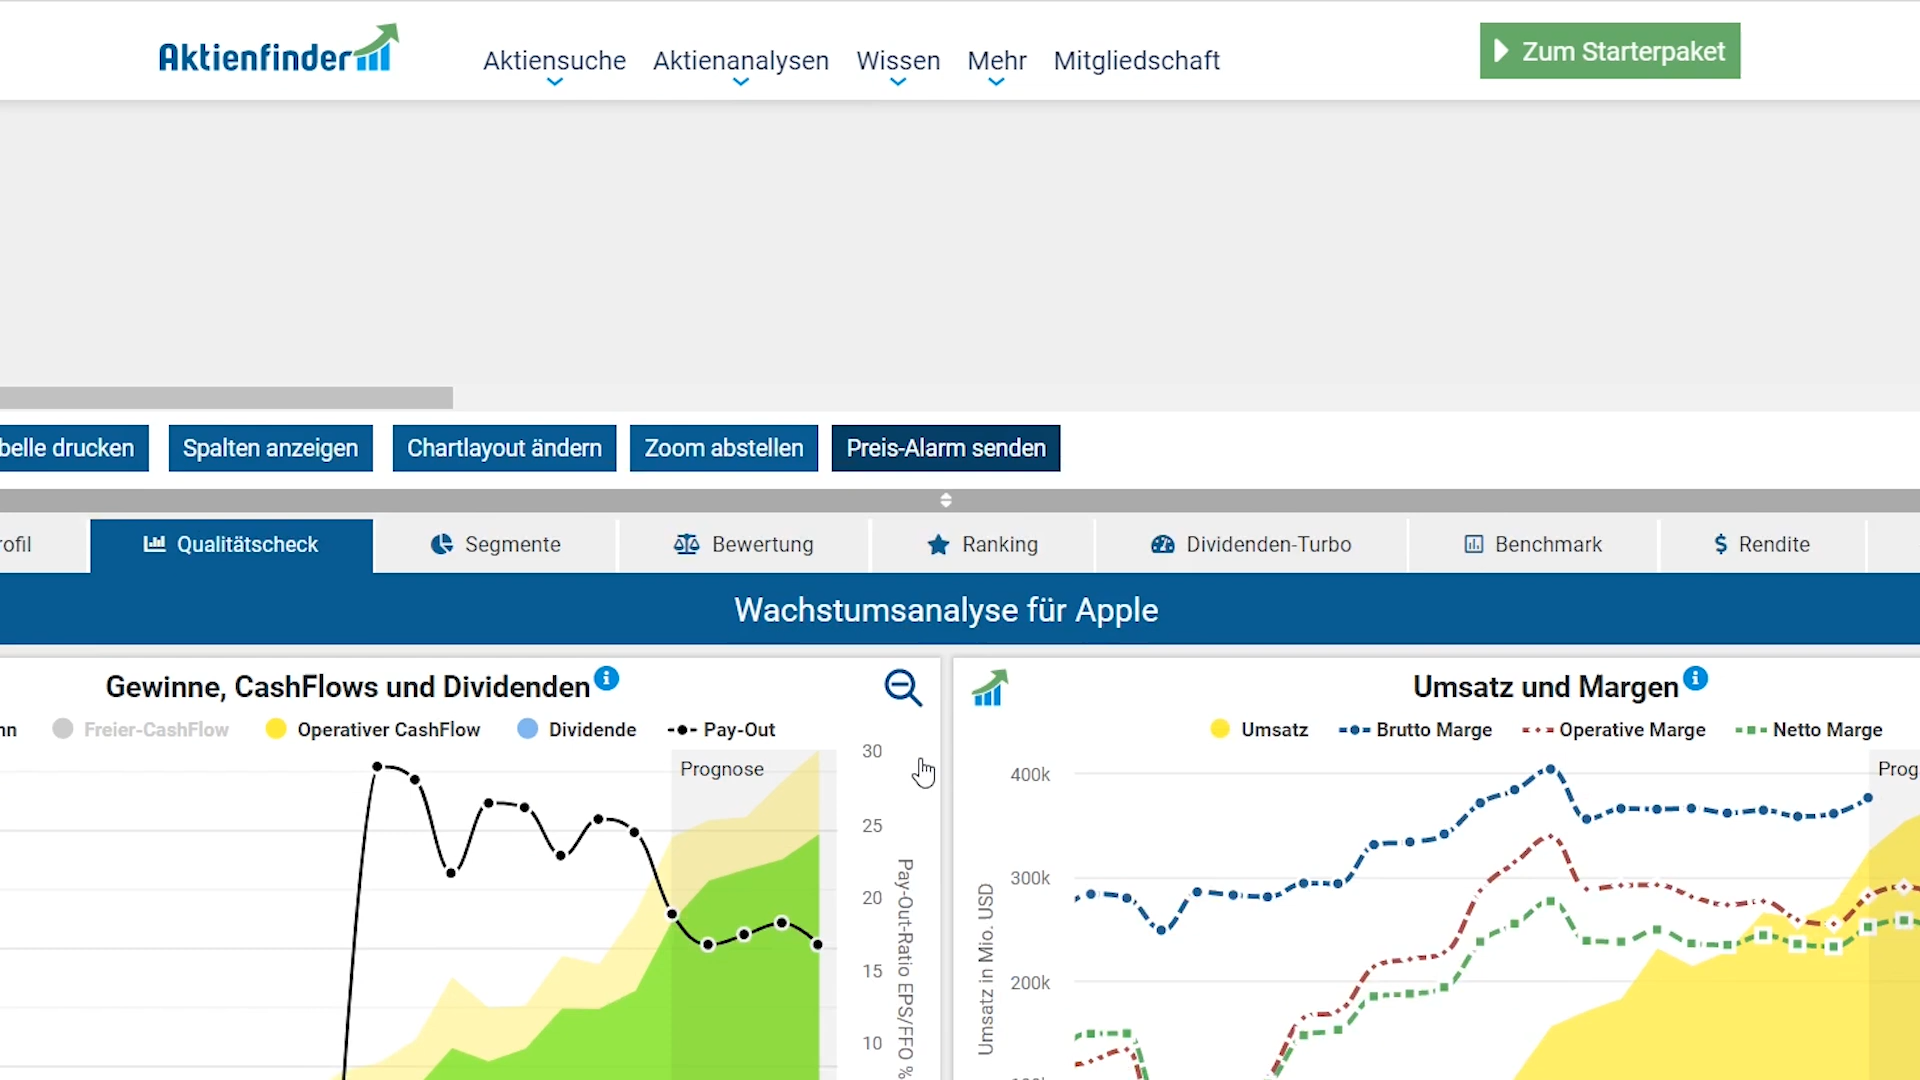 Aktienfinder
Aktiensuche Aktienanalysen Wissen Mehr Mitgliedschaft
Zum Starterpaket
belle drucken Spalten anzeigen Chartlayout ändern Zoom abstellen Preis-Alarm senden
ofil Qualitätscheck Segmente Bewertung Ranking Dividenden-Turbo Benchmark Rendite
Wachstumsanalyse für Apple
Gewinne, CashFlows und Dividenden
nn Freier-CashFlow Operativer CashFlow Dividende Pay-Out
Prognose
30
25
20
15
10
Pay-Out-Ratio EPS/FFO %
Umsatz und Margen
Umsatz Brutto Marge Operative Marge Netto Marge
Prog
400k
300k
200k
Umsatz in Mio. USD